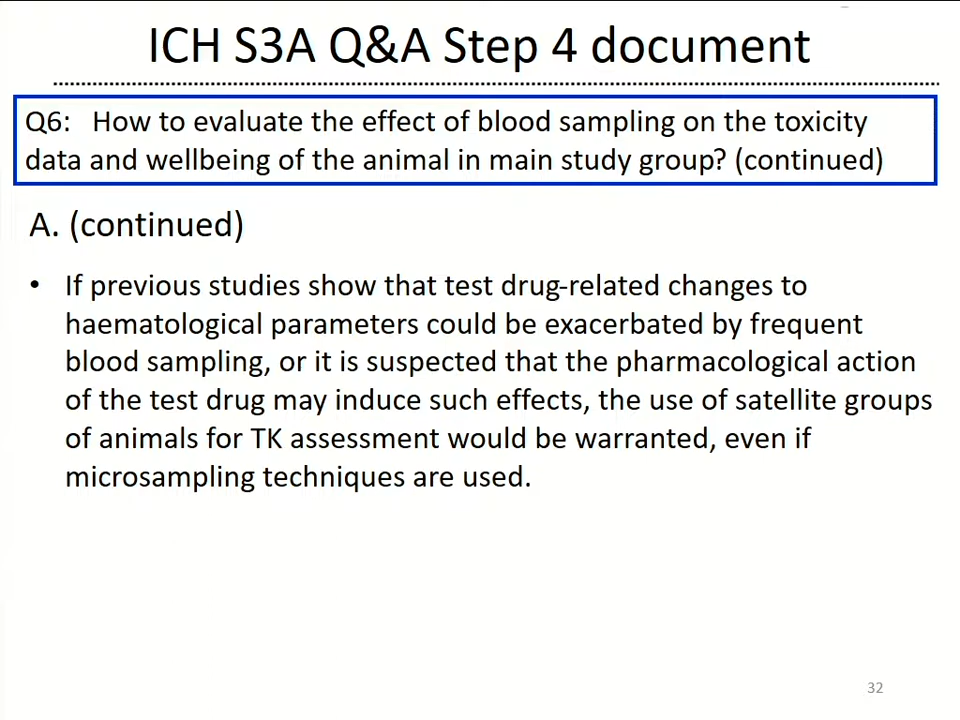 ICH S3A Q&A Step 4 document
Q6:   How to evaluate the effect of blood sampling on the toxicity
data and wellbeing of the animal in main study group? (continued)
A. (continued)
• If previous studies show that test drug-related changes to
haematological parameters could be exacerbated by frequent
blood sampling, or it is suspected that the pharmacological action
of the test drug may induce such effects, the use of satellite groups
of animals for TK assessment would be warranted, even if
microsampling techniques are used.
32